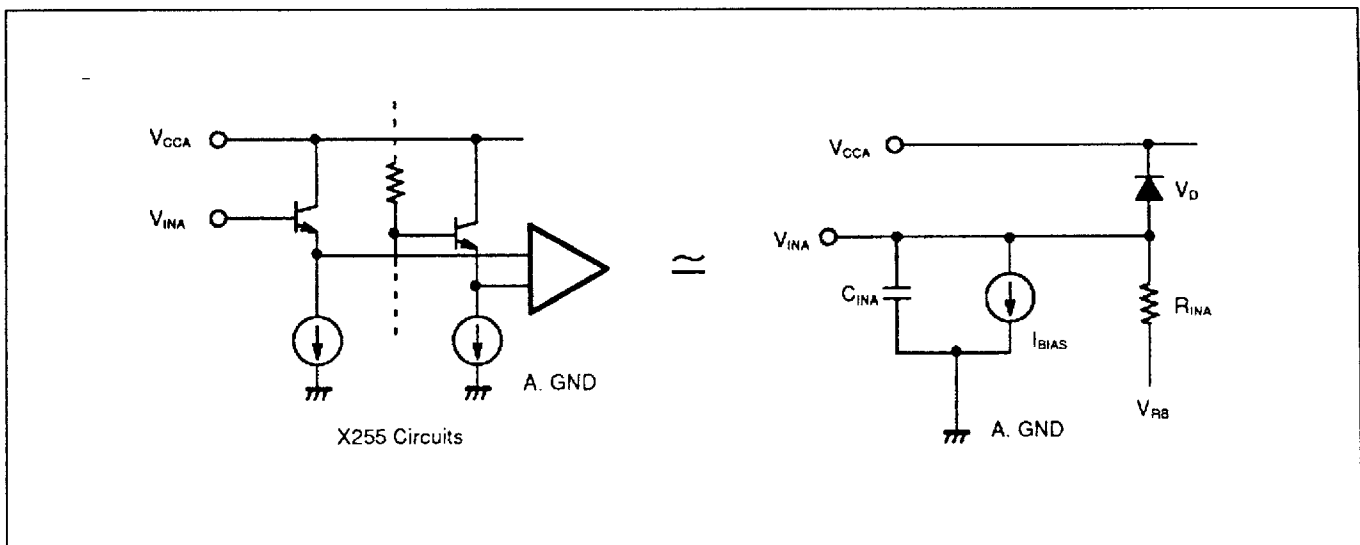 VCCA
VINA
A. GND
X255 Circuits
≃
VCCA
VD
VINA
CINA
IBIAS
RINA
VRB
A. GND